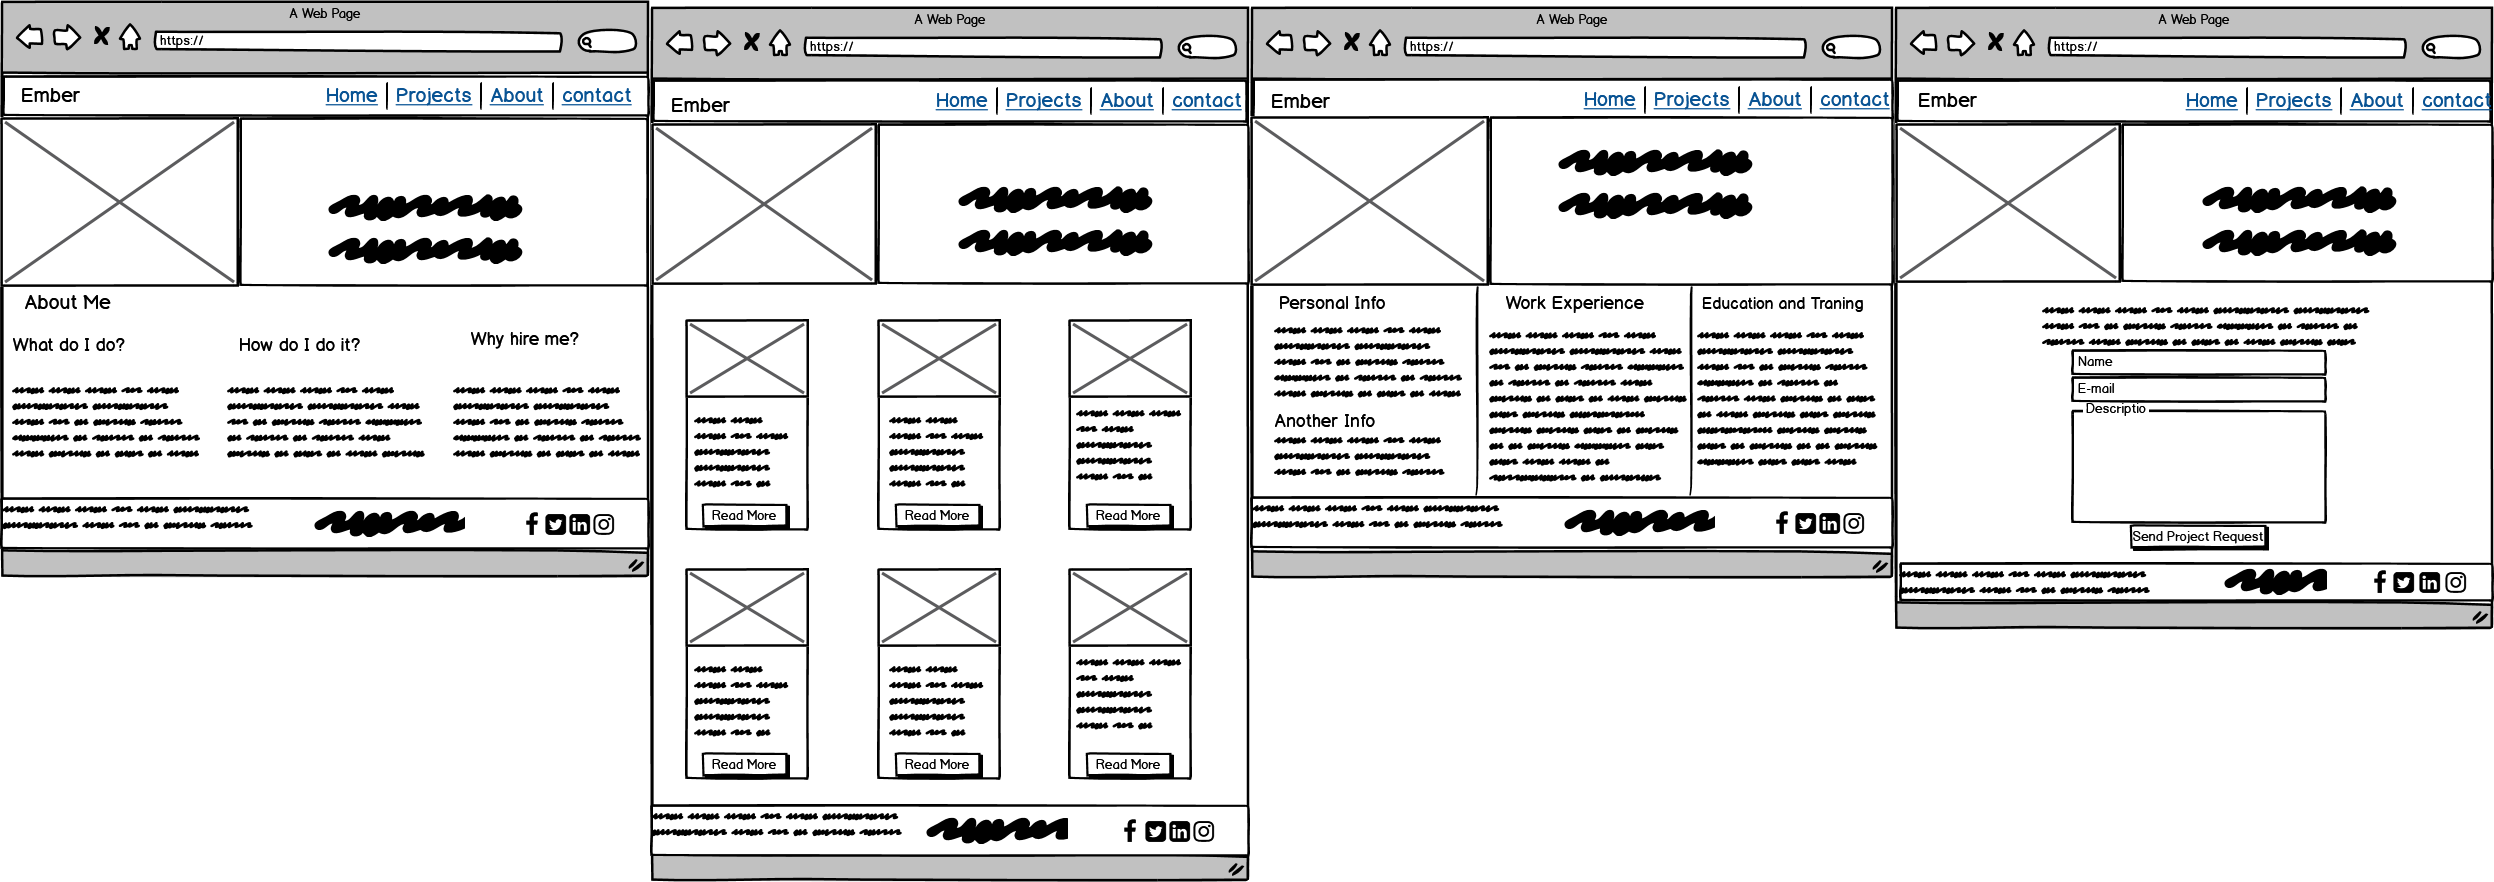 A Web Page
https://
Ember
Home Projects About contact
About Me
What do I do?
How do I do it?
Why hire me?
A Web Page
https://
Ember
Home Projects About contact
Read More
Read More
Read More
Read More
Read More
Read More
A Web Page
https://
Ember
Home Projects About contact
Personal Info
Another Info
Work Experience
Education and Traning
A Web Page
https://
Ember
Home Projects About contact
Name
E-mail
Descriptio
Send Project Request